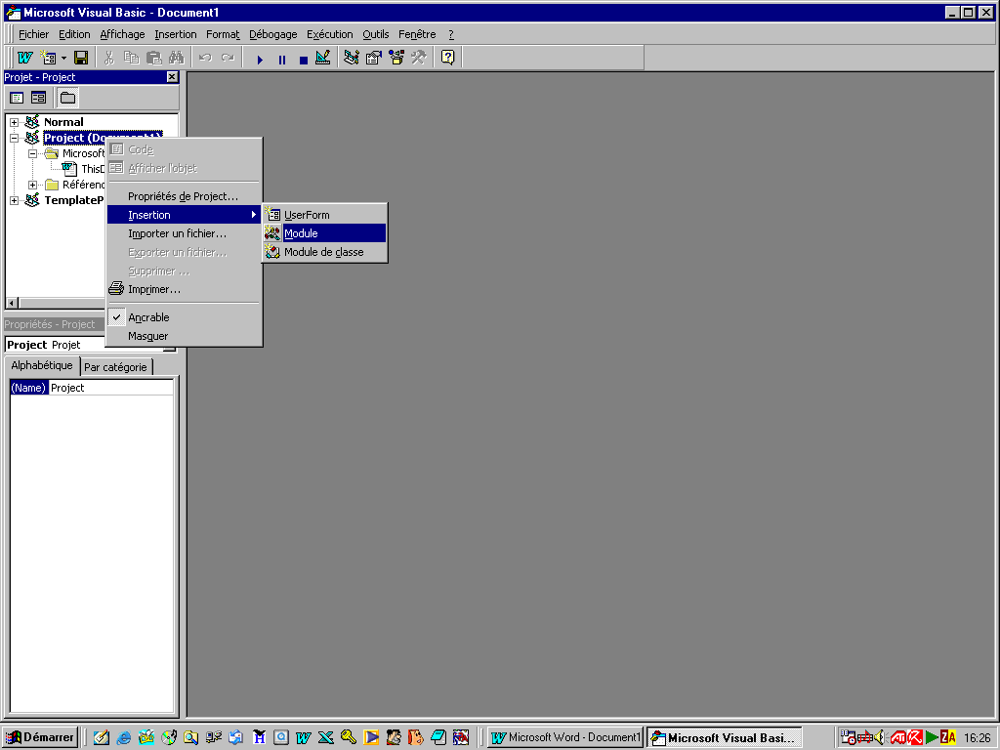 Microsoft Visual Basic - Document1
Fichier Edition Affichage Insertion Format Débogage Exécution Outils Fenêtre ?
Projet - Project
Normal
Project (Document1)
Code
Microsoft
Afficher l'objet
ThisD
Référenc
Propriétés de Project...
TemplateP
Insertion
UserForm
Importer un fichier...
Module
Exporter un fichier...
Module de classe
Supprimer ...
Imprimer...
Ancrable
Propriétés - Project
Masquer
Project Projet
Alphabétique Par catégorie
(Name) Project
Démarrer
Microsoft Word - Document1
Microsoft Visual Basi...
16:26